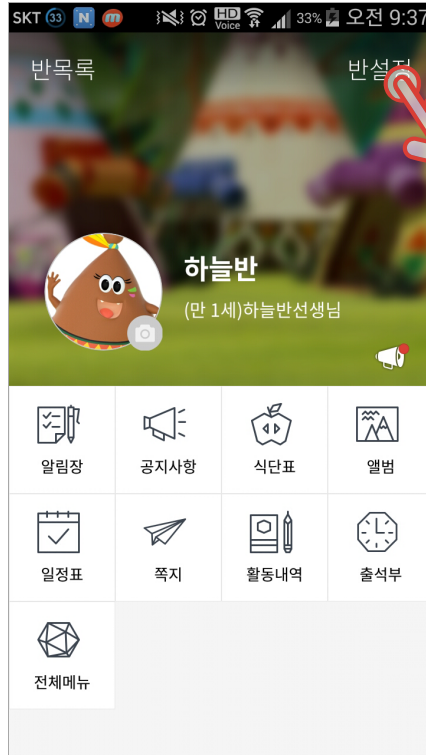 SKT 33 N m HD Voice 33% 오전 9:37
반목록 반설정
하늘반
(만 1세)하늘반선생님
알림장 공지사항 식단표 앨범
일정표 쪽지 활동내역 출석부
전체메뉴